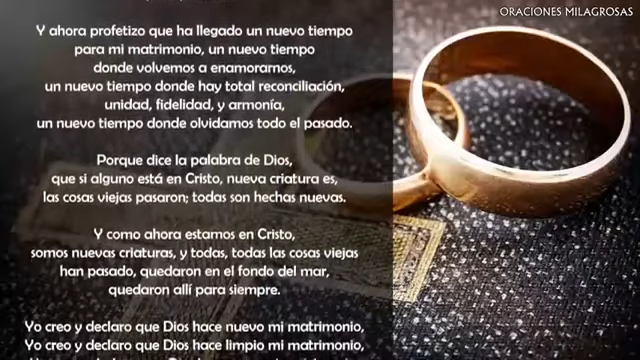 ORACIONES MILAGROSAS
Y ahora profetizo que ha llegado un nuevo tiempo
para mi matrimonio, un nuevo tiempo
donde volvemos a enamorarnos,
un nuevo tiempo donde hay total reconciliación,
unidad, fidelidad, y armonía,
un nuevo tiempo donde olvidamos todo el pasado.
Porque dice la palabra de Dios,
que si alguno está en Cristo, nueva criatura es,
las cosas viejas pasaron; todas son hechas nuevas.
Y como ahora estamos en Cristo,
somos nuevas criaturas, y todas, todas las cosas viejas
han pasado, quedaron en el fondo del mar,
quedaron allí para siempre.
Yo creo y declaro que Dios hace nuevo mi matrimonio,
Yo creo y declaro que Dios hace limpio mi matrimonio,